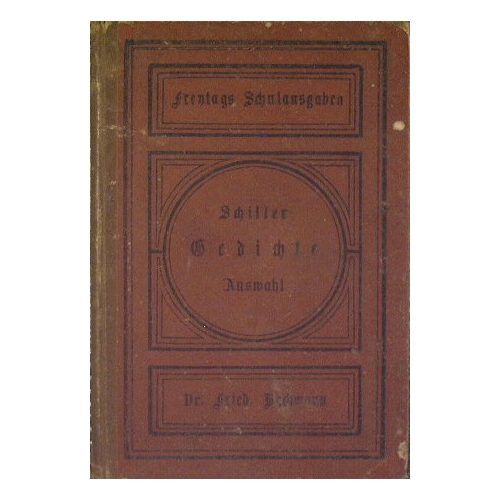 Freytags Schulausgaben
Schiller
Gedichte
Auswahl
Dr. Fried.